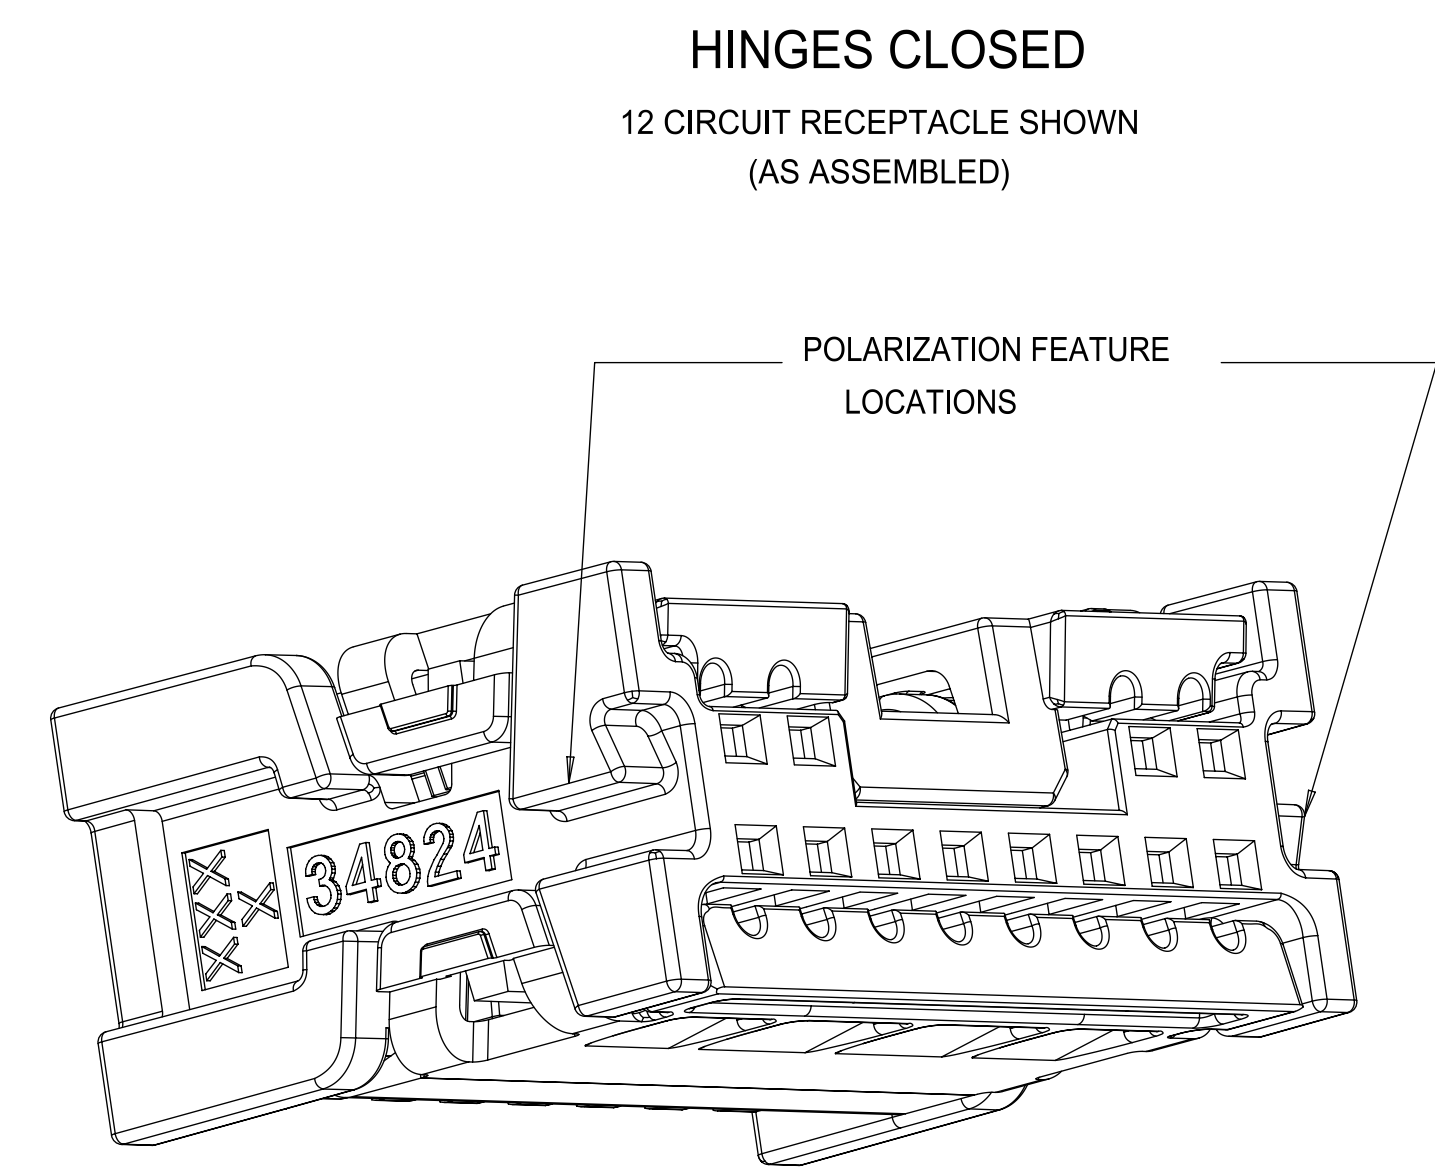 HINGES CLOSED
12 CIRCUIT RECEPTACLE SHOWN
(AS ASSEMBLED)
POLARIZATION FEATURE
LOCATIONS
34824
X
X
X
X